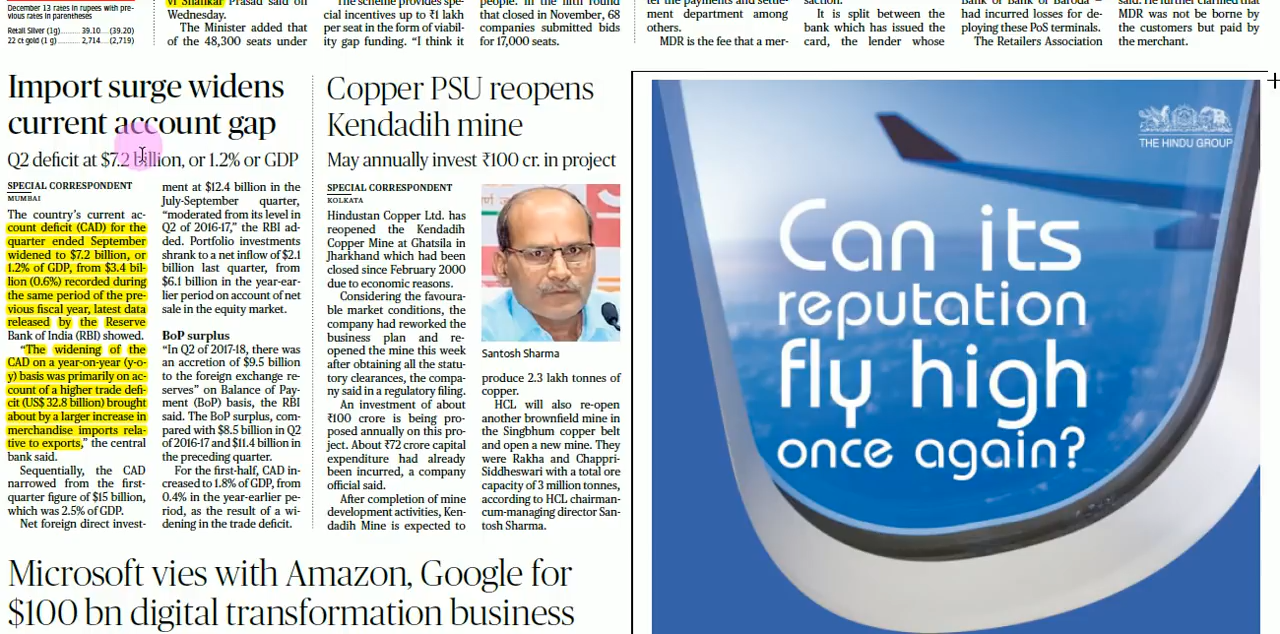 December 13 rates in rupees with pre-
vious rates in parentheses
Retail Silver (1g)...... 39.10 ...(39.20)
22 ct gold (1 g) ........ 2,714 ...(2,719)
vi Shankar Prasad said on
Wednesday.
The Minister added that
of the 48,300 seats under
The scheme provides spe-
cial incentives up to ₹1 lakh
per seat in the form of viabil-
ity gap funding. “I think it
people. In the fifth round
that closed in November, 68
companies submitted bids
for 17,000 seats.
ter the payments and settle-
ment department among
others.
MDR is the fee that a mer-
It is split between the
bank which has issued the
card, the lender whose
Bank of Bank of Baroda –
had incurred losses for de-
ploying these PoS terminals.
The Retailers Association
MDR was not be borne by
the customers but paid by
the merchant.
Import surge widens
current account gap
Q2 deficit at $7.2 billion, or 1.2% or GDP
SPECIAL CORRESPONDENT
MUMBAI
The country’s current ac-
count deficit (CAD) for the
quarter ended September
widened to $7.2 billion, or
1.2% of GDP, from $3.4 bil-
lion (0.6%) recorded during
the same period of the pre-
vious fiscal year, latest data
released by the Reserve
Bank of India (RBI) showed.
“The widening of the
CAD on a year-on-year (y-o-
y) basis was primarily on ac-
count of a higher trade defi-
cit (US$ 32.8 billion) brought
about by a larger increase in
merchandise imports rela-
tive to exports,” the central
bank said.
Sequentially, the CAD
narrowed from the first-
quarter figure of $15 billion,
which was 2.5% of GDP.
Net foreign direct invest-
ment at $12.4 billion in the
July-September quarter,
“moderated from its level in
Q2 of 2016-17,” the RBI ad-
ded. Portfolio investments
shrank to a net inflow of $2.1
billion last quarter, from
$6.1 billion in the year-ear-
lier period on account of net
sale in the equity market.
BoP surplus
“In Q2 of 2017-18, there was
an accretion of $9.5 billion
to the foreign exchange re-
serves” on Balance of Pay-
ment (BoP) basis, the RBI
said. The BoP surplus, com-
pared with $8.5 billion in Q2
of 2016-17 and $11.4 billion in
the preceding quarter.
For the first-half, CAD in-
creased to 1.8% of GDP, from
0.4% in the year-earlier pe-
riod, as the result of a wi-
dening in the trade deficit.
Copper PSU reopens
Kendadih mine
May annually invest ₹100 cr. in project
SPECIAL CORRESPONDENT
KOLKATA
Hindustan Copper Ltd. has
reopened the Kendadih
Copper Mine at Ghatsila in
Jharkhand which had been
closed since February 2000
due to economic reasons.
Considering the favoura-
ble market conditions, the
company had reworked the
business plan and re-
opened the mine this week
after obtaining all the statu-
tory clearances, the compa-
ny said in a regulatory filing.
An investment of about
₹100 crore is being pro-
posed annually on this pro-
ject. About ₹72 crore capital
expenditure had already
been incurred, a company
official said.
After completion of mine
development activities, Ken-
dadih Mine is expected to
Santosh Sharma
produce 2.3 lakh tonnes of
copper.
HCL will also re-open
another brownfield mine in
the Singbhum copper belt
and open a new mine. They
were Rakha and Chappri-
Siddheswari with a total ore
capacity of 3 million tonnes,
according to HCL chairman-
cum-managing director San-
tosh Sharma.
THE HINDU GROUP
Can its
reputation
fly high
once again?
Microsoft vies with Amazon, Google for
$100 bn digital transformation business